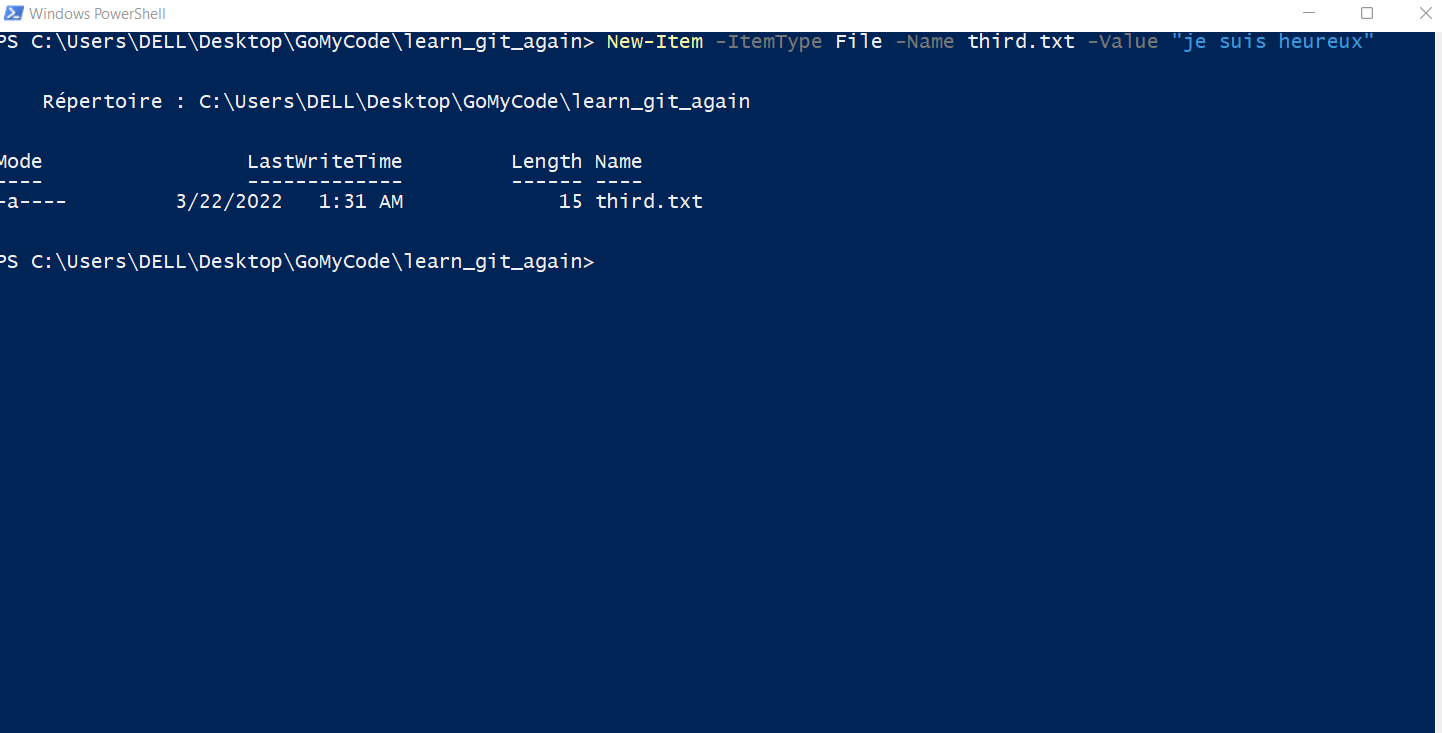 Windows PowerShell
PS C:\Users\DELL\Desktop\GoMyCode\learn_git_again> New-Item -ItemType File -Name third.txt -Value "je suis heureux"
Répertoire : C:\Users\DELL\Desktop\GoMyCode\learn_git_again
Mode LastWriteTime Length Name
---- ------------- ------ ----
-a---- 3/22/2022 1:31 AM 15 third.txt
PS C:\Users\DELL\Desktop\GoMyCode\learn_git_again>